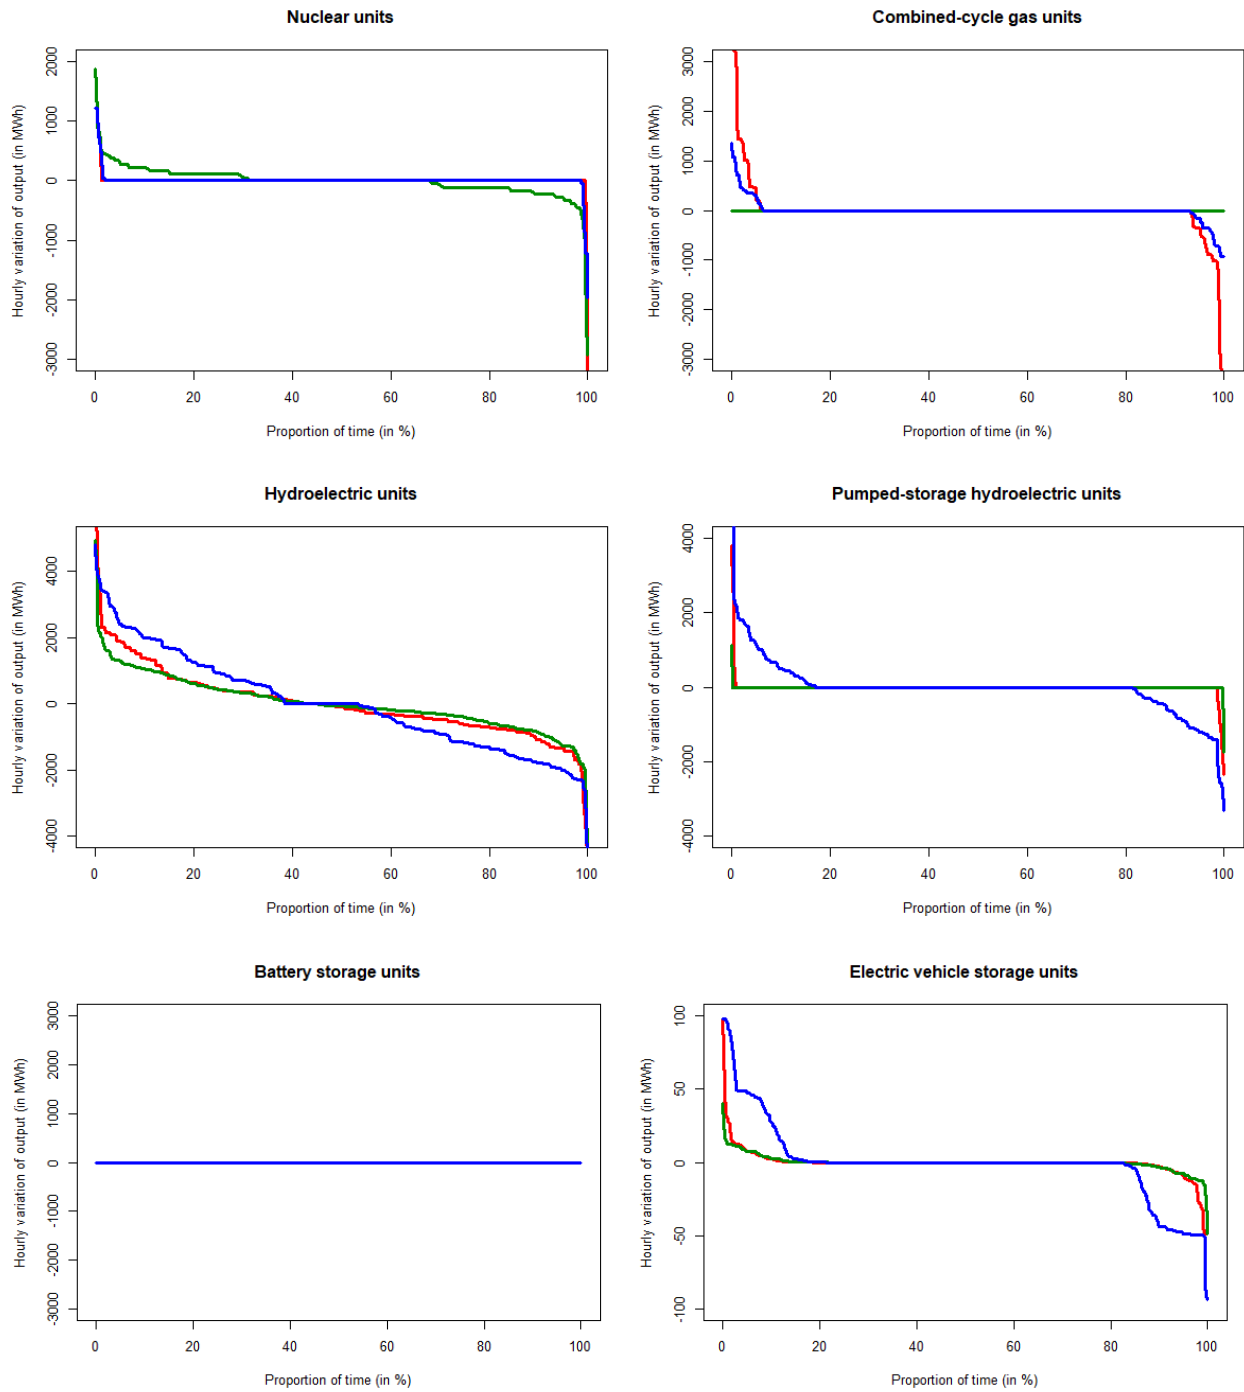 Nuclear units
Hourly variation of output (in MWh)
2000
1000
0
-1000
-2000
-3000
0 20 40 60 80 100
Proportion of time (in %)
Combined-cycle gas units
Hourly variation of output (in MWh)
3000
2000
1000
0
-1000
-3000
0 20 40 60 80 100
Proportion of time (in %)
Hydroelectric units
Hourly variation of output (in MWh)
4000
2000
0
-2000
-4000
0 20 40 60 80 100
Proportion of time (in %)
Pumped-storage hydroelectric units
Hourly variation of output (in MWh)
4000
2000
0
-2000
-4000
0 20 40 60 80 100
Proportion of time (in %)
Battery storage units
Hourly variation of output (in MWh)
3000
2000
1000
0
-1000
-2000
-3000
0 20 40 60 80 100
Proportion of time (in %)
Electric vehicle storage units
Hourly variation of output (in MWh)
100
50
0
-50
-100
0 20 40 60 80 100
Proportion of time (in %)